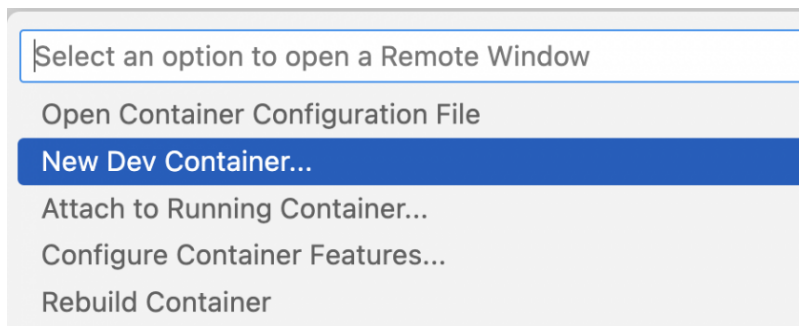 Select an option to open a Remote Window
Open Container Configuration File
New Dev Container...
Attach to Running Container...
Configure Container Features...
Rebuild Container